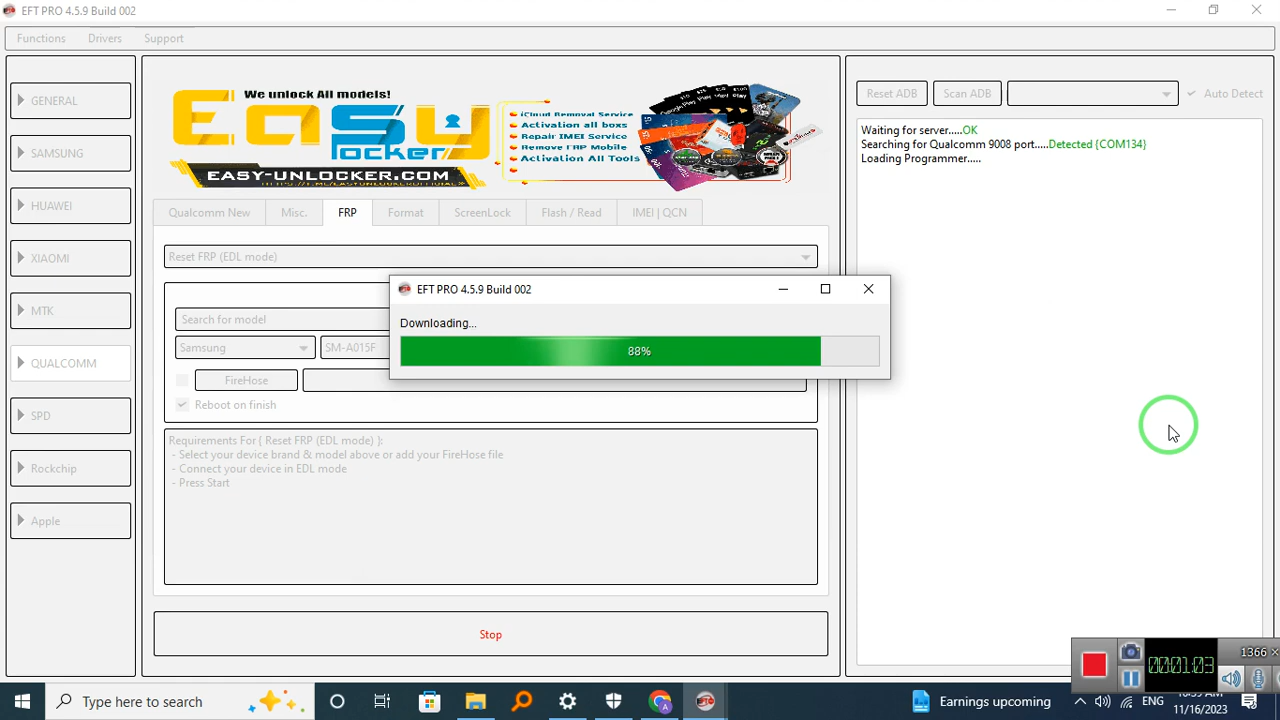 EFT PRO 4.5.9 Build 002
Functions Drivers Support
GENERAL
SAMSUNG
HUAWEI
XIAOMI
MTK
QUALCOMM
SPD
Rockchip
Apple
We unlock All models!
Easy
locker
EASY-UNLOCKER.COM
iCloud Removal Service
Activation all boxs
Repair IMEI Service
Remove FRP Mobile
Activation All Tools
Qualcomm New Misc. FRP Format ScreenLock Flash / Read IMEI | QCN
Reset FRP (EDL mode)
Search for model
Samsung SM-A015F
FireHose
Reboot on finish
Requirements For { Reset FRP (EDL mode) }:
- Select your device brand & model above or add your FireHose file
- Connect your device in EDL mode
- Press Start
Stop
EFT PRO 4.5.9 Build 002
Downloading...
88%
Reset ADB Scan ADB Auto Detect
Waiting for server.....OK
Searching for Qualcomm 9008 port.....Detected {COM134}
Loading Programmer.....
00:01:03
1366 ×
Type here to search
Earnings upcoming
ENG
11/16/2023